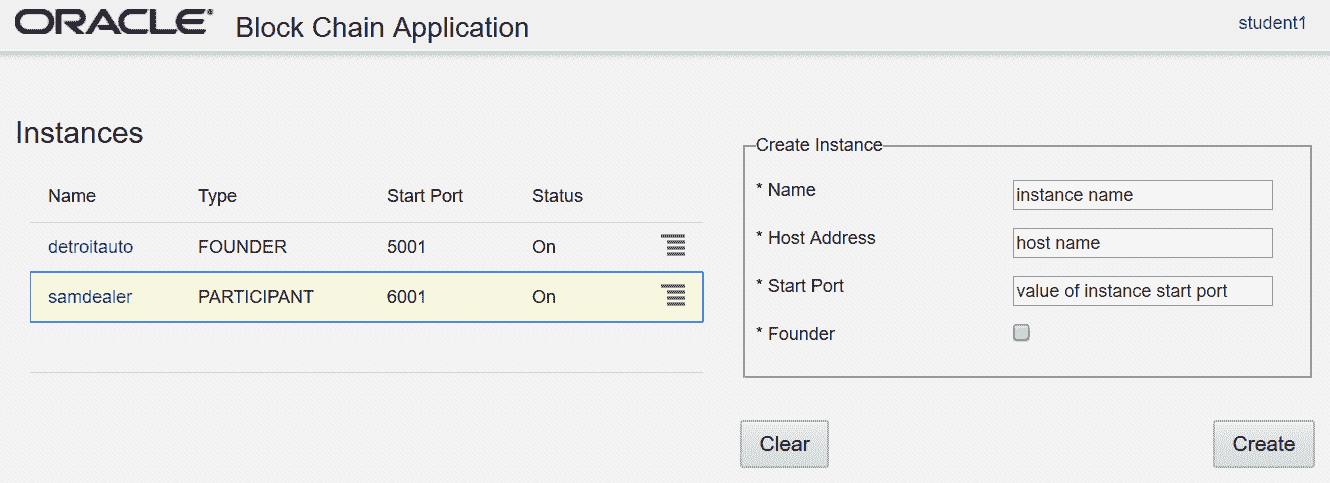 ORACLE® Block Chain Application
student1
Instances
Name Type Start Port Status
detroitauto FOUNDER 5001 On
samdealer PARTICIPANT 6001 On
Create Instance
* Name instance name
* Host Address host name
* Start Port value of instance start port
* Founder
Clear Create